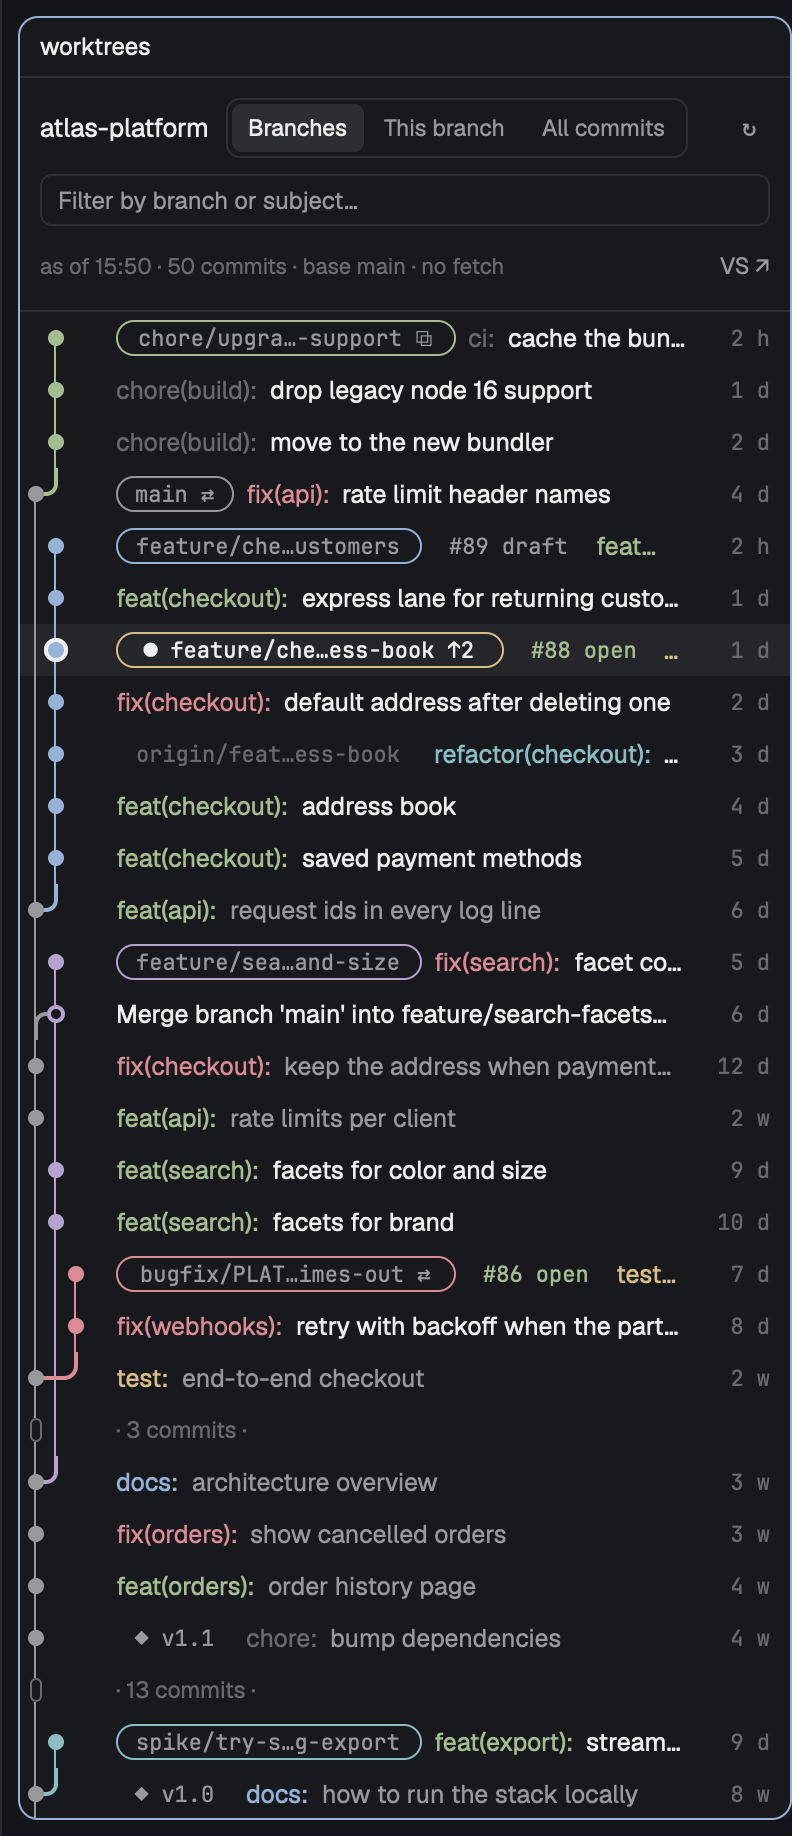 worktrees
atlas-platform Branches This branch All commits ↻
Filter by branch or subject…
as of 15:50 · 50 commits · base main · no fetch VS ↗
chore/upgra…-support ci: cache the bun… 2 h
chore(build): drop legacy node 16 support 1 d
chore(build): move to the new bundler 2 d
main ⇄ fix(api): rate limit header names 4 d
feature/che…ustomers #89 draft feat… 2 h
feat(checkout): express lane for returning custo… 1 d
● feature/che…ess-book ↑2 #88 open … 1 d
fix(checkout): default address after deleting one 2 d
origin/feat…ess-book refactor(checkout): … 3 d
feat(checkout): address book 4 d
feat(checkout): saved payment methods 5 d
feat(api): request ids in every log line 6 d
feature/sea…and-size fix(search): facet co… 5 d
Merge branch 'main' into feature/search-facets… 6 d
fix(checkout): keep the address when payment… 12 d
feat(api): rate limits per client 2 w
feat(search): facets for color and size 9 d
feat(search): facets for brand 10 d
bugfix/PLAT…imes-out ⇄ #86 open test… 7 d
fix(webhooks): retry with backoff when the part… 8 d
test: end-to-end checkout 2 w
· 3 commits ·
docs: architecture overview 3 w
fix(orders): show cancelled orders 3 w
feat(orders): order history page 4 w
◆ v1.1 chore: bump dependencies 4 w
· 13 commits ·
spike/try-s…g-export feat(export): stream… 9 d
◆ v1.0 docs: how to run the stack locally 8 w